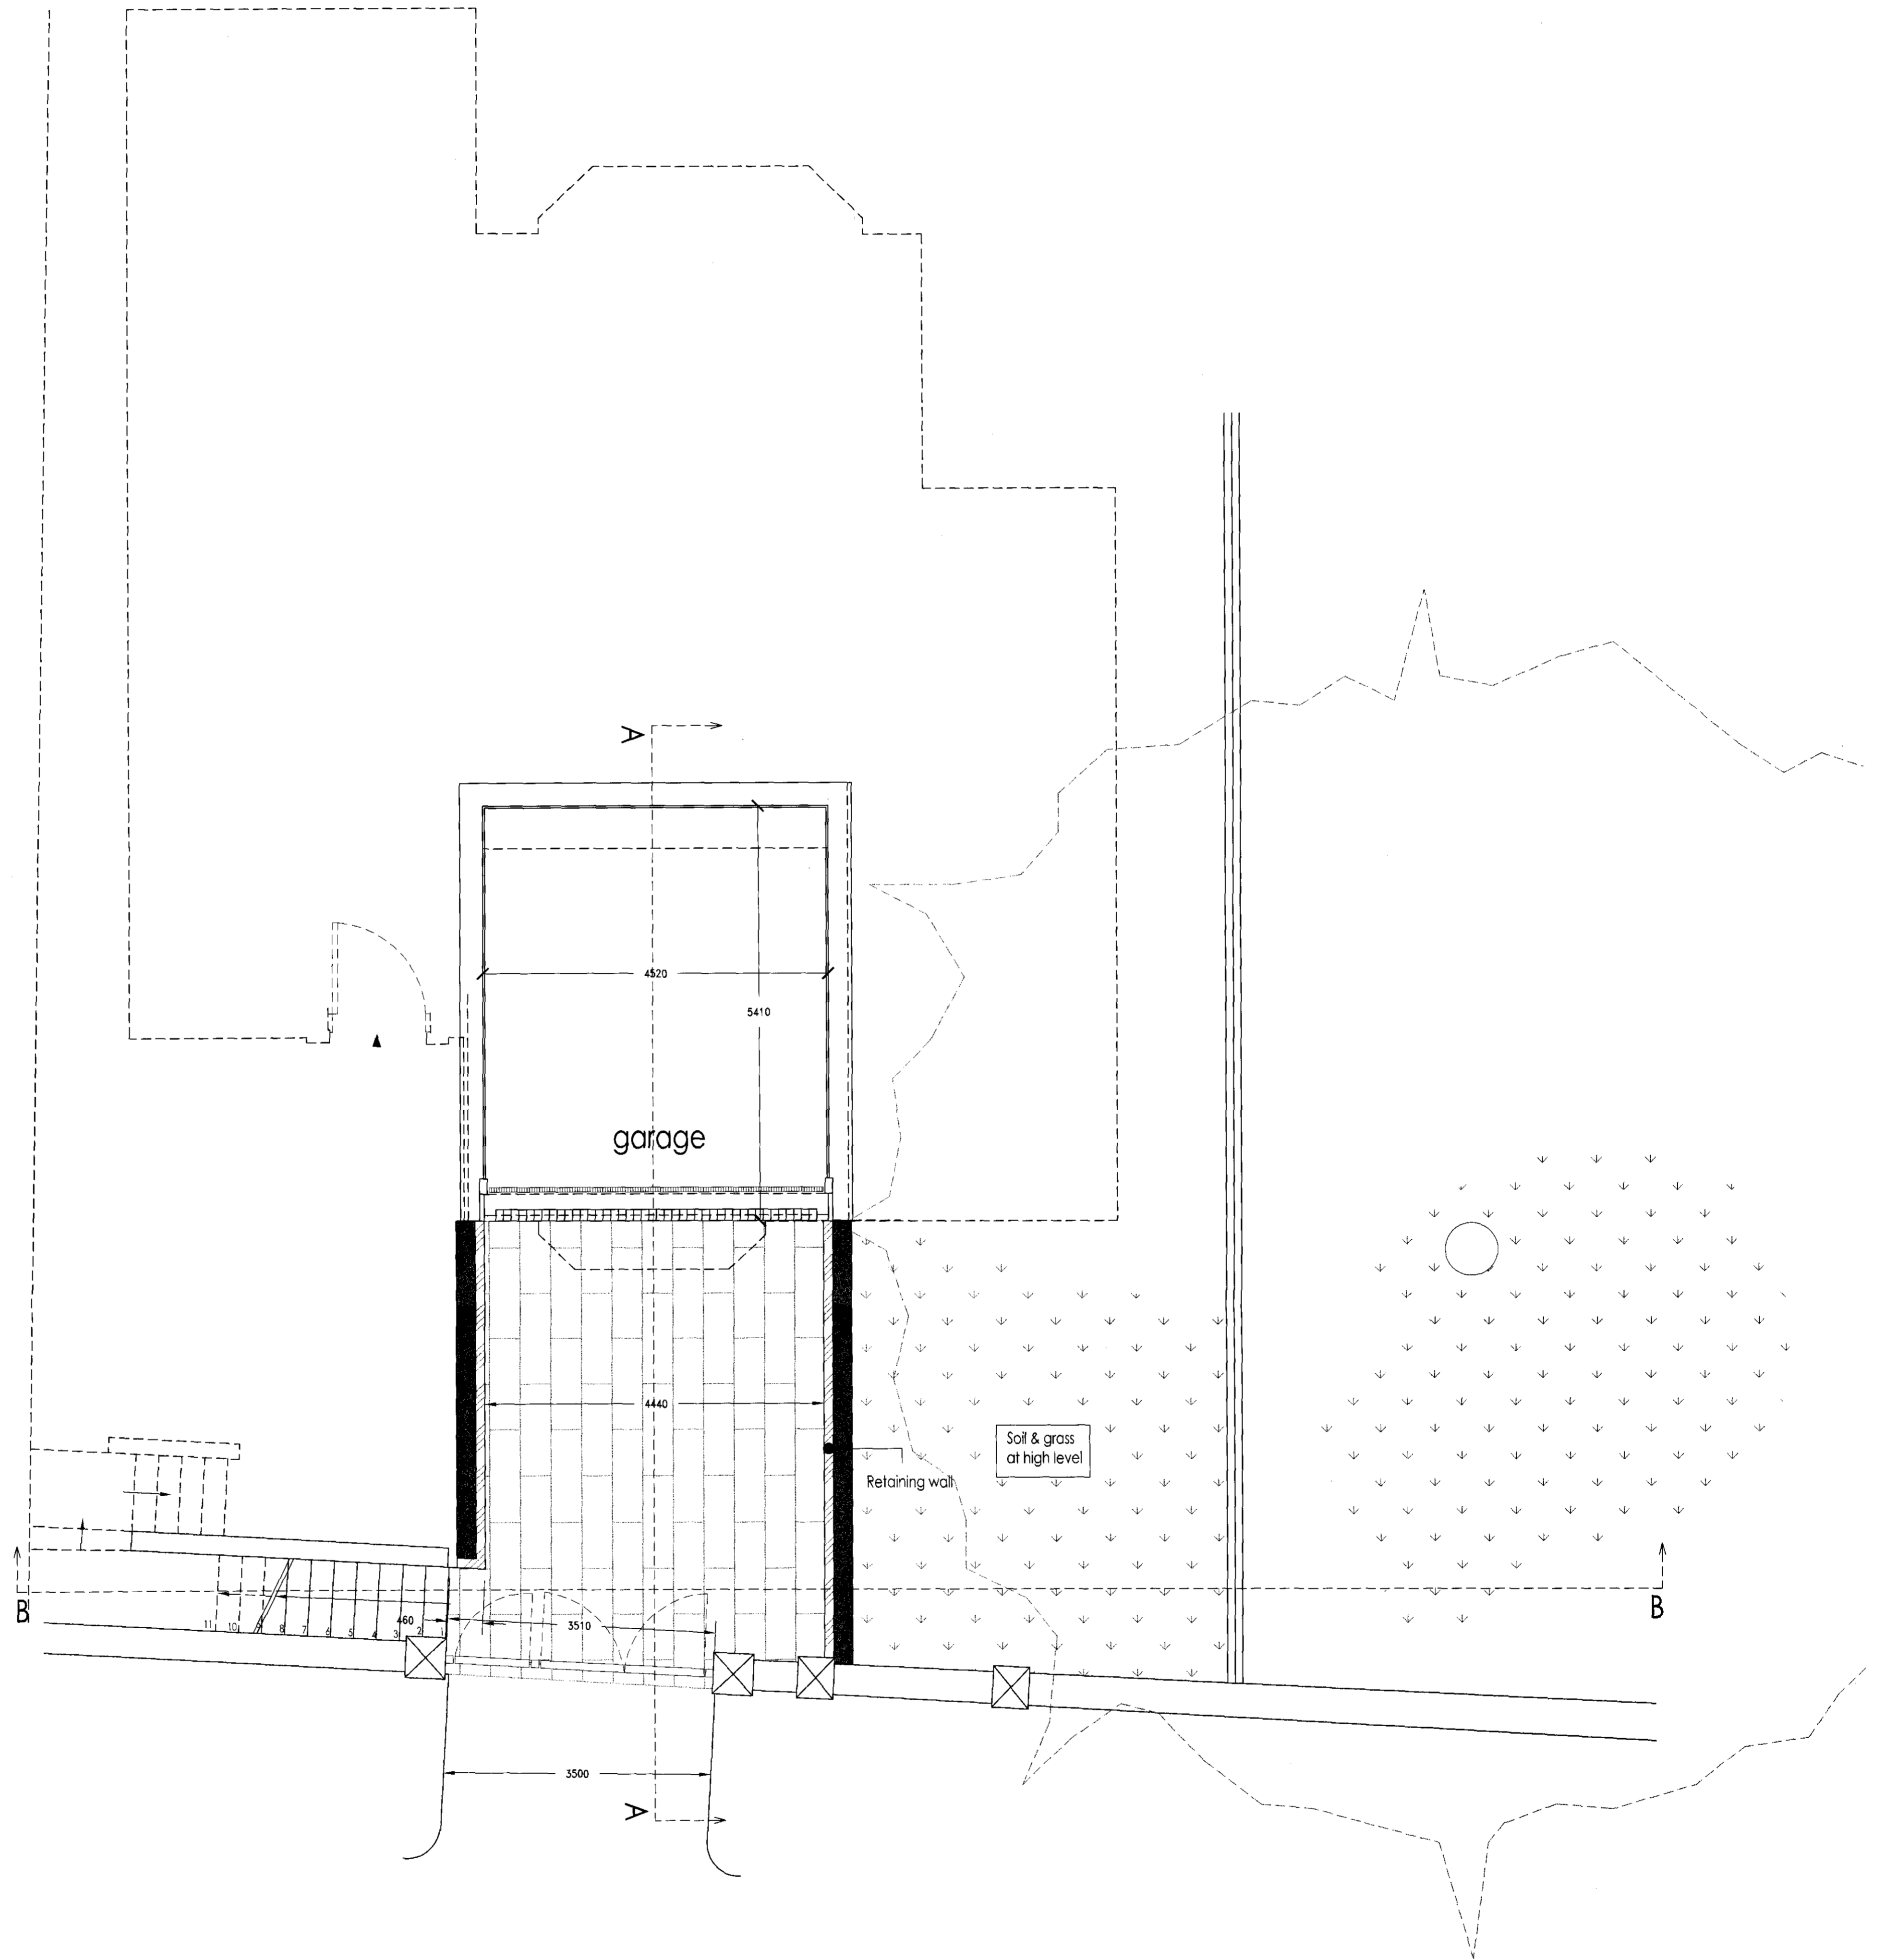 A
4520
5410
garage
4440
Soil & grass
at high level
Retaining wall
B
B
11 10 9 8 7 6 5 4 3 2 1
460
3510
3500
A